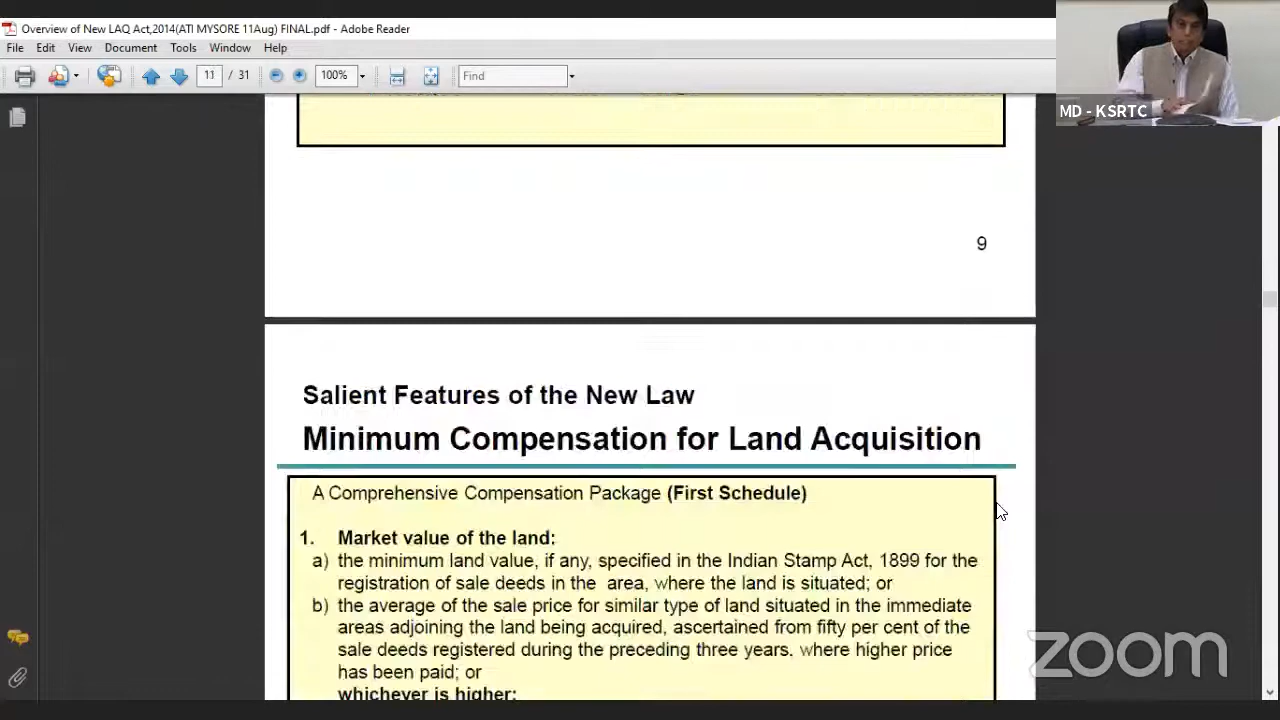 Overview of New LAQ Act,2014(ATI MYSORE 11Aug) FINAL.pdf - Adobe Reader
File Edit View Document Tools Window Help
11 / 31 100% Find
MD - KSRTC
9
Salient Features of the New Law
Minimum Compensation for Land Acquisition
A Comprehensive Compensation Package (First Schedule)
1. Market value of the land:
a) the minimum land value, if any, specified in the Indian Stamp Act, 1899 for the
registration of sale deeds in the area, where the land is situated; or
b) the average of the sale price for similar type of land situated in the immediate
areas adjoining the land being acquired, ascertained from fifty per cent of the
sale deeds registered during the preceding three years, where higher price
has been paid; or
whichever is higher:
zoom